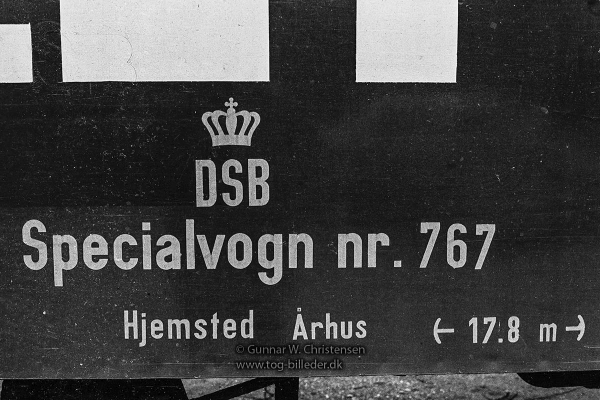 DSB
Specialvogn nr. 767
Hjemsted Århus (← 17.8 m →)
© Gunnar W. Christensen
www.tog-billeder.dk